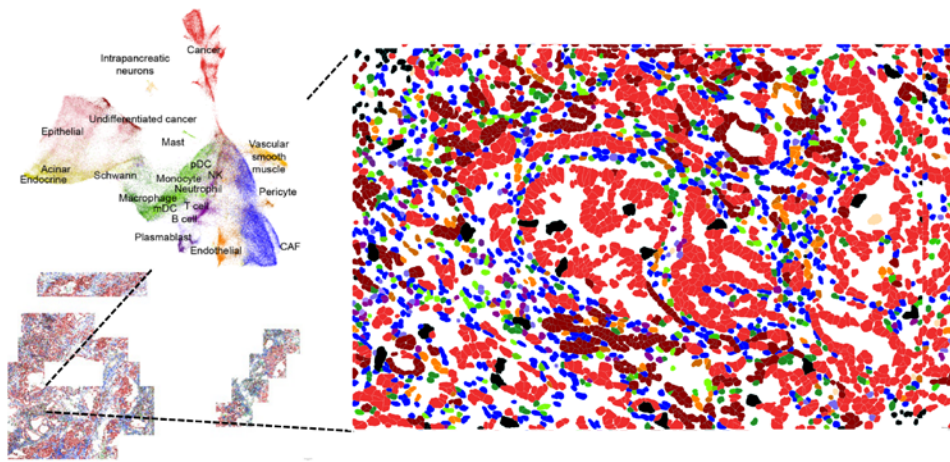 Cancer
Intrapancreatic
neurons
Undifferentiated cancer
Epithelial
Mast
Vascular
smooth
muscle
pDC
Acinar
Endocrine
Schwann
Monocyte
NK
Neutrophil
Pericyte
Macrophage
mDC
T cell
B cell
Plasmablast
Endothelial
CAF